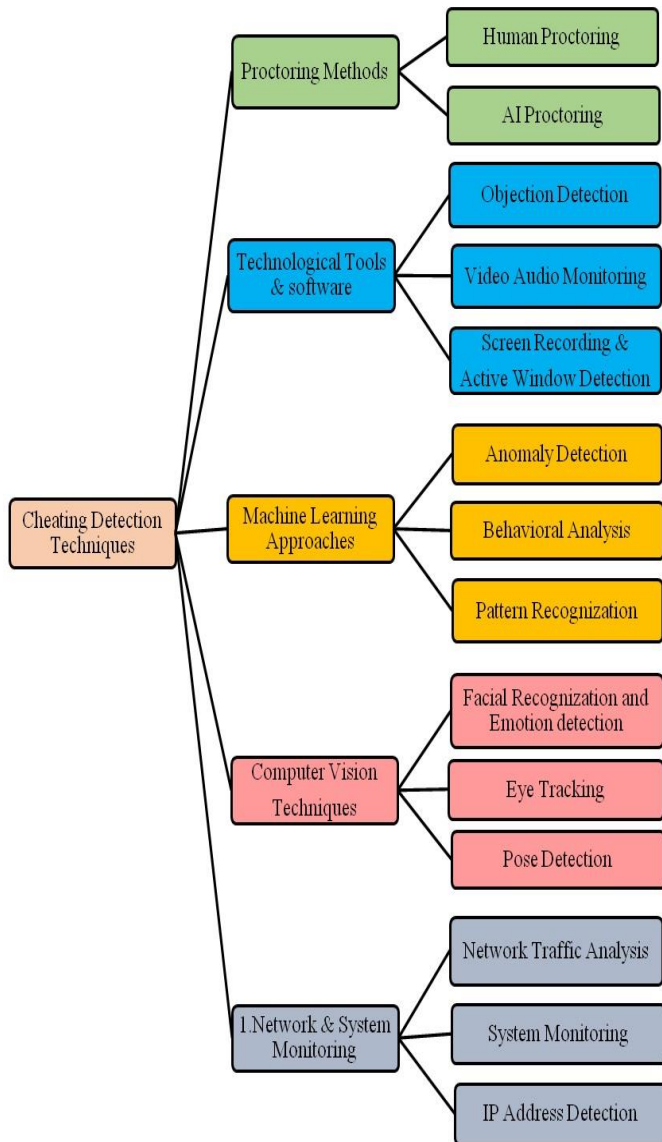 Human Proctoring
Proctoring Methods
AI Proctoring
Objection Detection
Technological Tools
& software
Video Audio Monitoring
Screen Recording &
Active Window Detection
Anomaly Detection
Cheating Detection
Techniques
Machine Learning
Approaches
Behavioral Analysis
Pattern Recognization
Facial Recognization and
Emotion detection
Computer Vision
Techniques
Eye Tracking
Pose Detection
Network Traffic Analysis
1.Network & System
Monitoring
System Monitoring
IP Address Detection